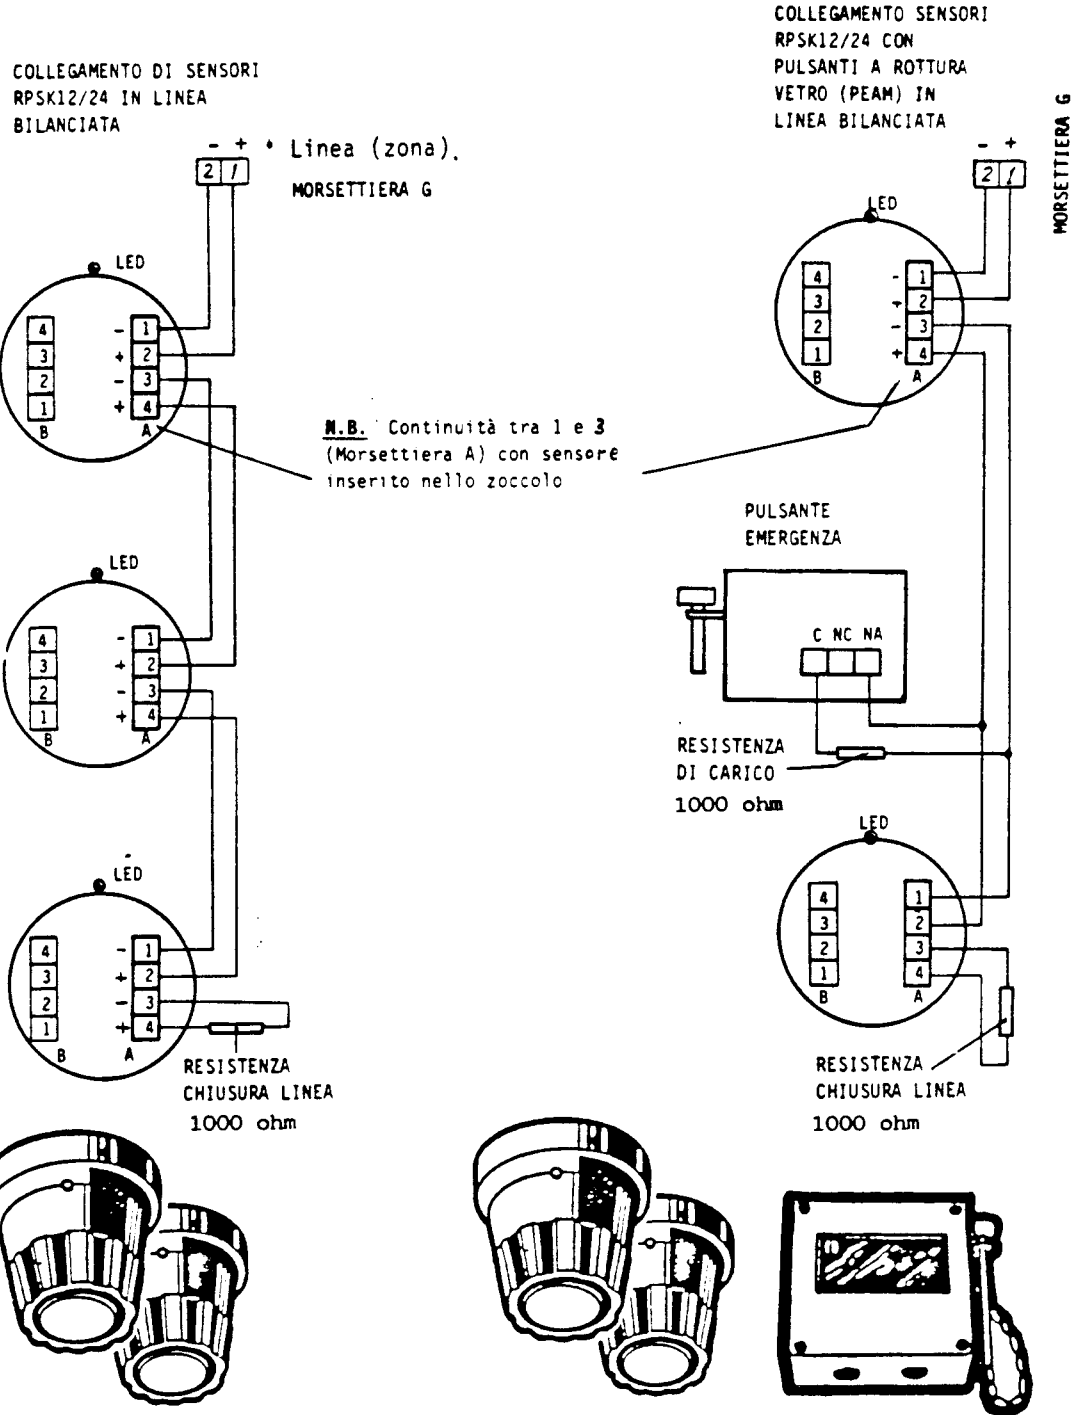 COLLEGAMENTO DI SENSORI
RPSK12/24 IN LINEA
BILANCIATA
- + • Linea (zona).
2 1
MORSETTIERA G
LED
4
3
2
1
B
- 1
+ 2
- 3
+ 4
A
N.B. Continuità tra 1 e 3
(Morsettiera A) con sensore
inserito nello zoccolo
LED
4
3
2
1
B
- 1
+ 2
- 3
+ 4
A
LED
4
3
2
1
B
- 1
+ 2
- 3
+ 4
A
RESISTENZA
CHIUSURA LINEA
1000 ohm
COLLEGAMENTO SENSORI
RPSK12/24 CON
PULSANTI A ROTTURA
VETRO (PEAM) IN
LINEA BILANCIATA
- +
2 1
MORSETTIERA G
LED
4
3
2
1
B
- 1
+ 2
- 3
+ 4
A
PULSANTE
EMERGENZA
C NC NA
RESISTENZA
DI CARICO
1000 ohm
LED
4
3
2
1
B
1
2
3
4
A
RESISTENZA
CHIUSURA LINEA
1000 ohm